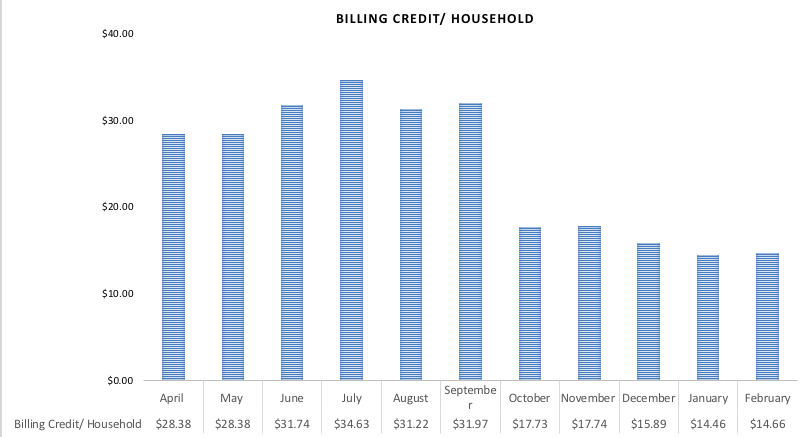 BILLING CREDIT/ HOUSEHOLD
$40.00
$30.00
$20.00
$10.00
$0.00
April May June July August Septembe October November December January February
r
Billing Credit/ Household $28.38 $28.38 $31.74 $34.63 $31.22 $31.97 $17.73 $17.74 $15.89 $14.46 $14.66